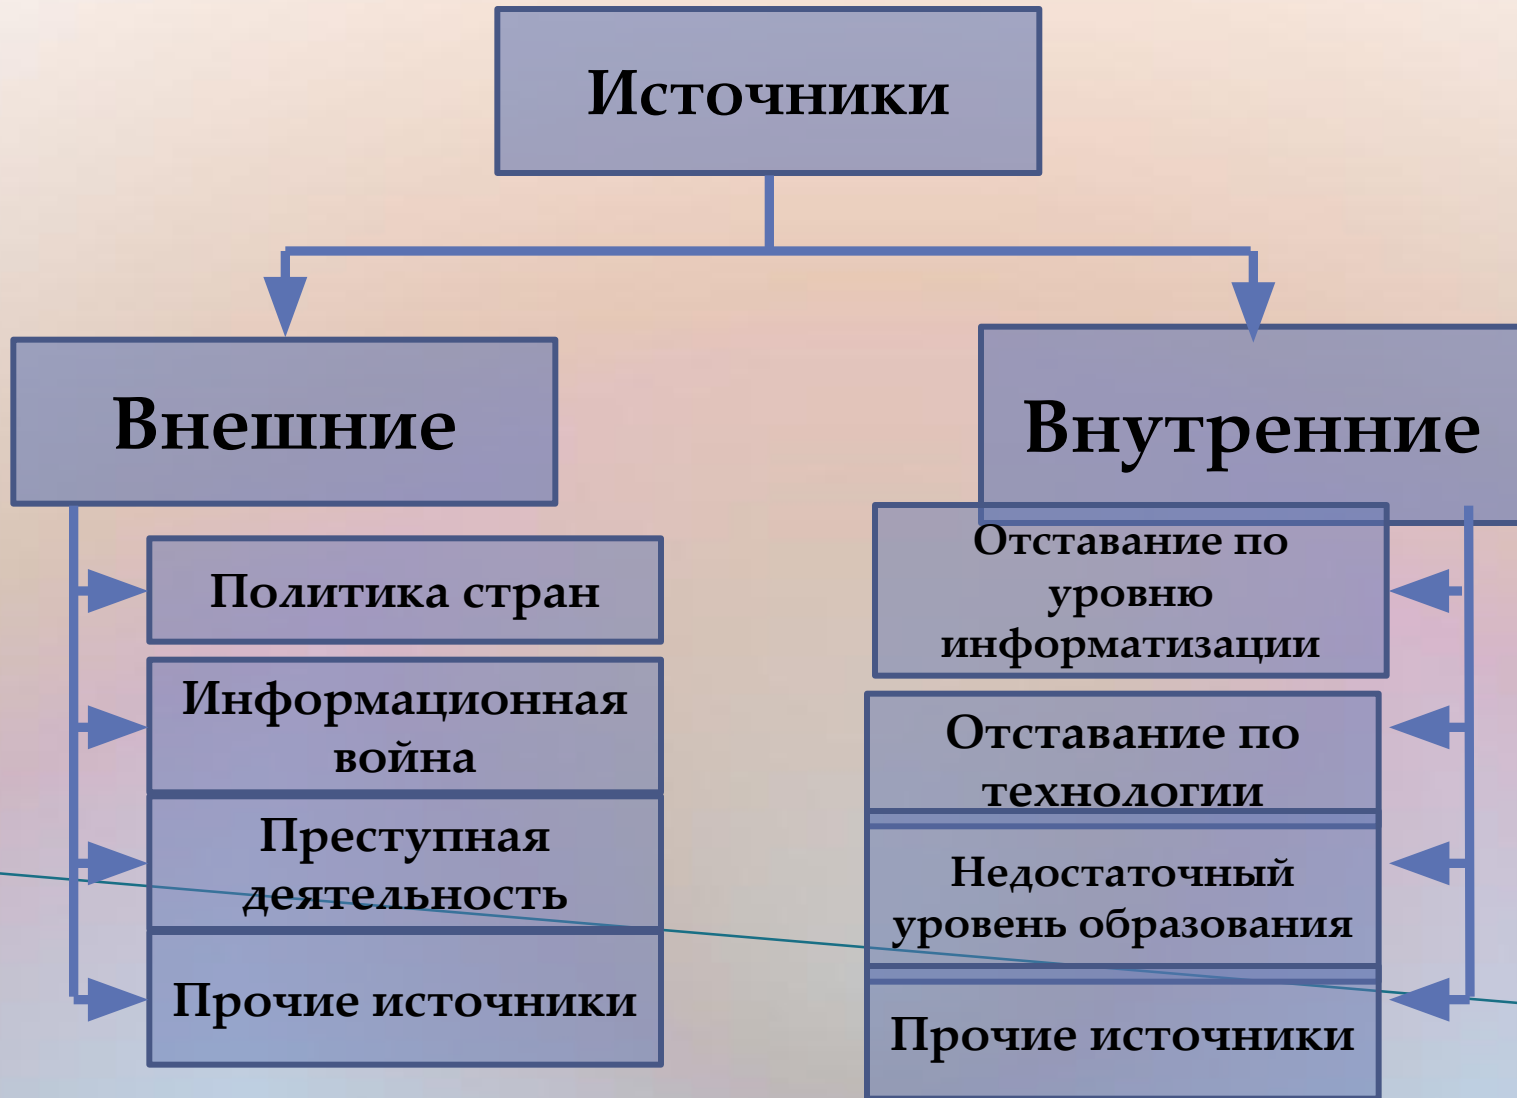 Источники
Внешние
Политика стран
Информационная
война
Преступная
деятельность
Прочие источники
Внутренние
Отставание по
уровню
информатизации
Отставание по
технологии
Недостаточный
уровень образования
Прочие источники